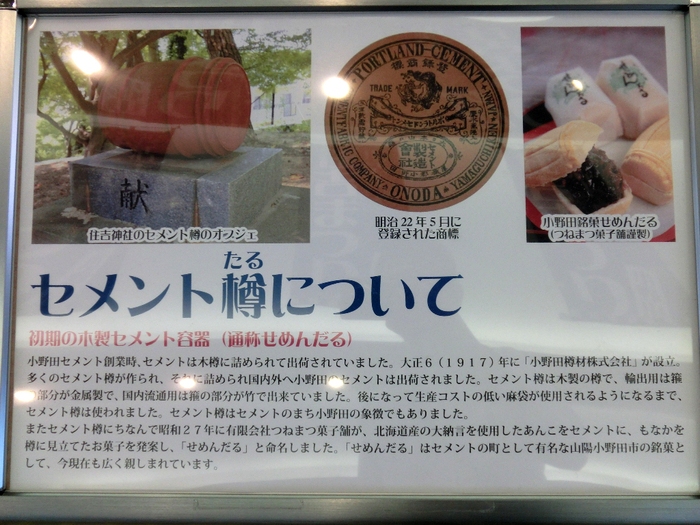 献
住吉神社のセメント樽のオブジェ
PORTLAND-CEMENT
TRADE MARK
ONODA
明治22年5月に
登録された商標
小野田銘菓せめんだる
(つねまつ菓子舗謹製)
たる
セメント樽について
初期の木製セメント容器(通称せめんだる)
小野田セメント創業時、セメントは木樽に詰められて出荷されていました。大正6(1917)年に「小野田樽材株式会社」が設立。
多くのセメント樽が作られ、それに詰められ国内外へ小野田のセメントは出荷されました。セメント樽は木製の樽で、輸出用は箍
の部分が金属製で、国内流通用は箍の部分が竹で出来ていました。後になって生産コストの低い麻袋が使用されるようになるまで、
セメント樽は使われました。セメント樽はセメントのまち小野田の象徴でもありました。
またセメント樽にちなんで昭和27年に有限会社つねまつ菓子舗が、北海道産の大納言を使用したあんこをセメントに、もなかを
樽に見立てたお菓子を発案し、「せめんだる」と命名しました。「せめんだる」はセメントの町として有名な山陽小野田市の銘菓と
して、今現在も広く親しまれています。